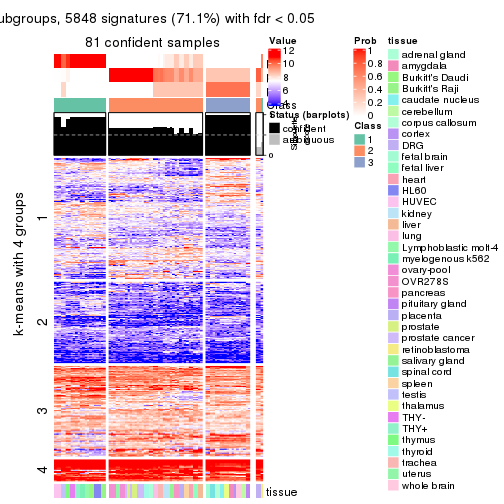 ubgroups, 5848 signatures (71.1%) with fdr < 0.05
81 confident samples
k-means with 4 groups
1
2
3
4
Class
tissue
0
Value
12
10
8
6
4
Status (barplots)
confident
ambiguous
Prob
1
0.8
0.6
0.4
0.2
0
Class
1
2
3
tissue
adrenal gland
amygdala
Burkitt's Daudi
Burkitt's Raji
caudate nucleus
cerebellum
corpus callosum
cortex
DRG
fetal brain
fetal liver
heart
HL60
HUVEC
kidney
liver
lung
Lymphoblastic molt-4
myelogenous k562
ovary-pool
OVR278S
pancreas
pituitary gland
placenta
prostate
prostate cancer
retinoblastoma
salivary gland
spinal cord
spleen
testis
thalamus
THY-
THY+
thymus
thyroid
trachea
uterus
whole brain